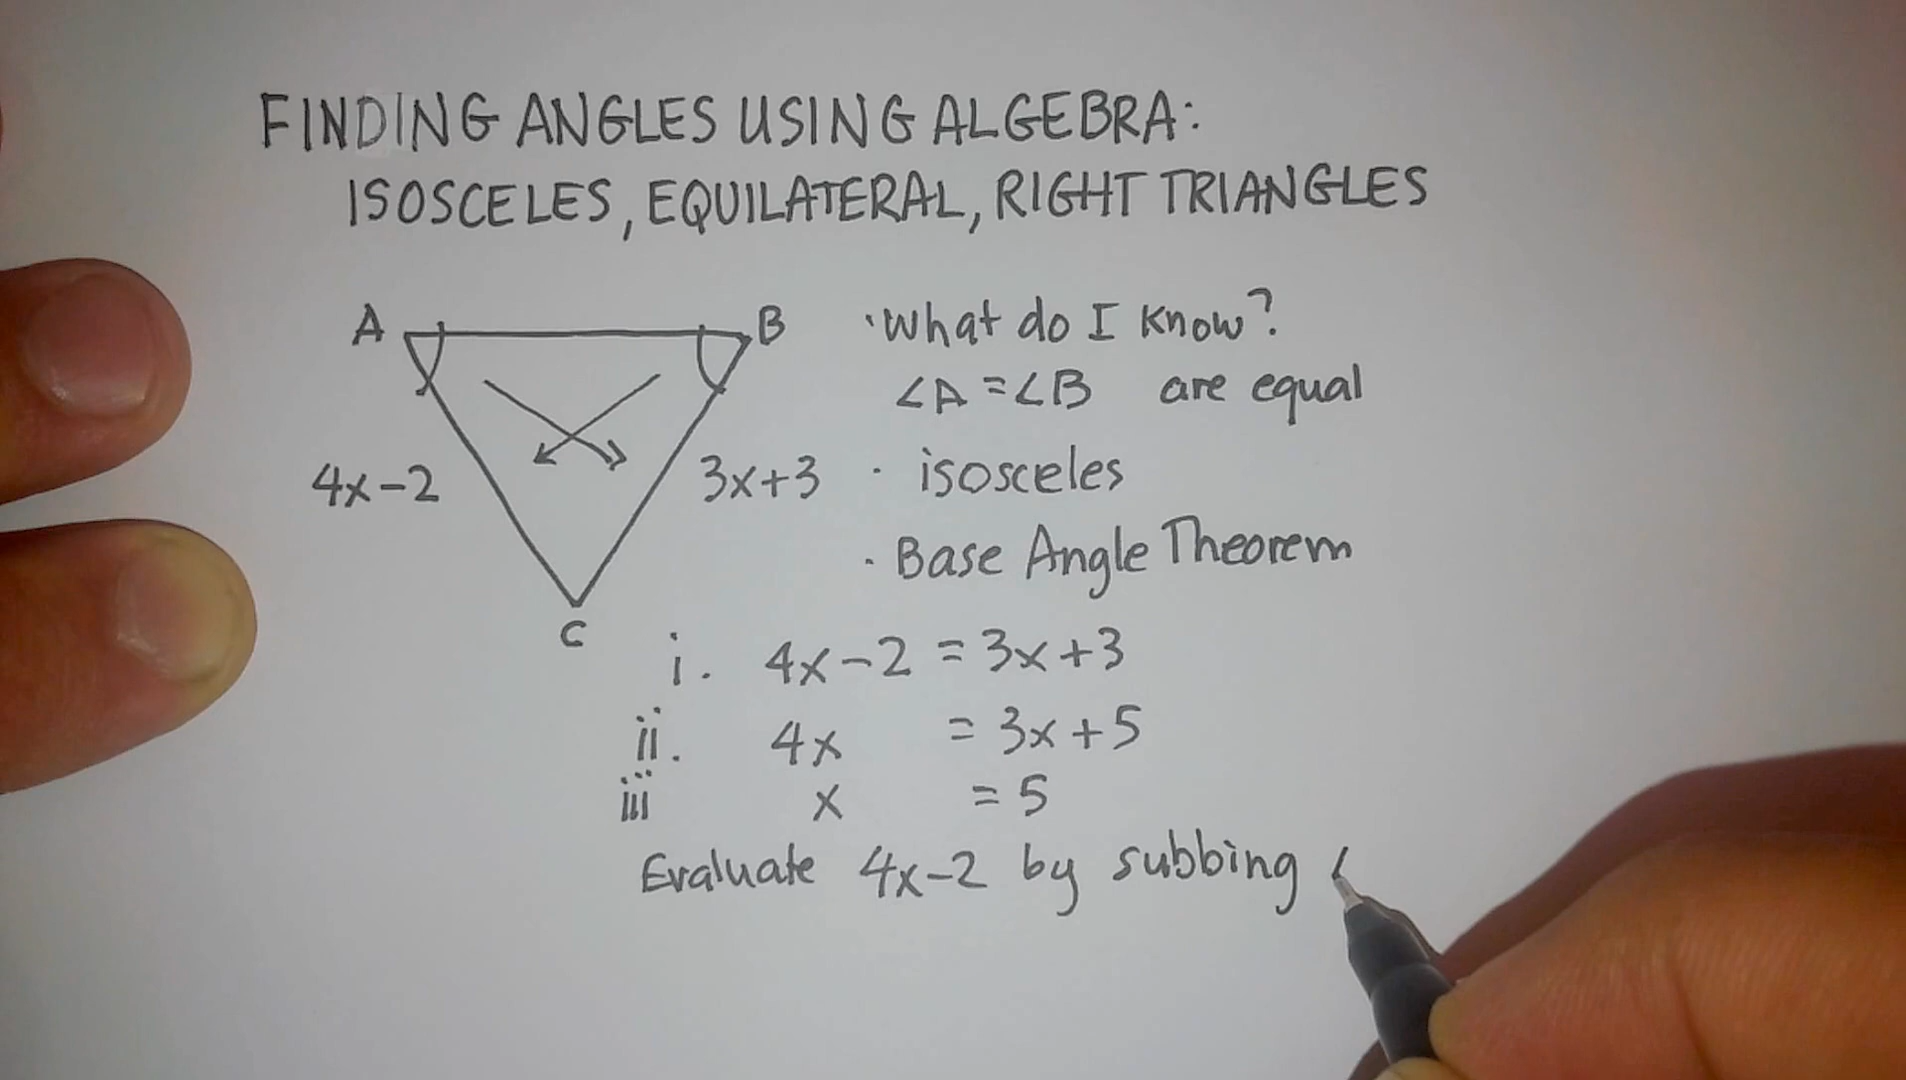 FINDING ANGLES USING ALGEBRA:
ISOSCELES, EQUILATERAL, RIGHT TRIANGLES
A
B
4x-2
3x+3
C
·What do I know?
∠A=∠B are equal
· isosceles
· Base Angle Theorem
i. 4x-2 = 3x+3
ii. 4x = 3x+5
iii x = 5
Evaluate 4x-2 by subbing